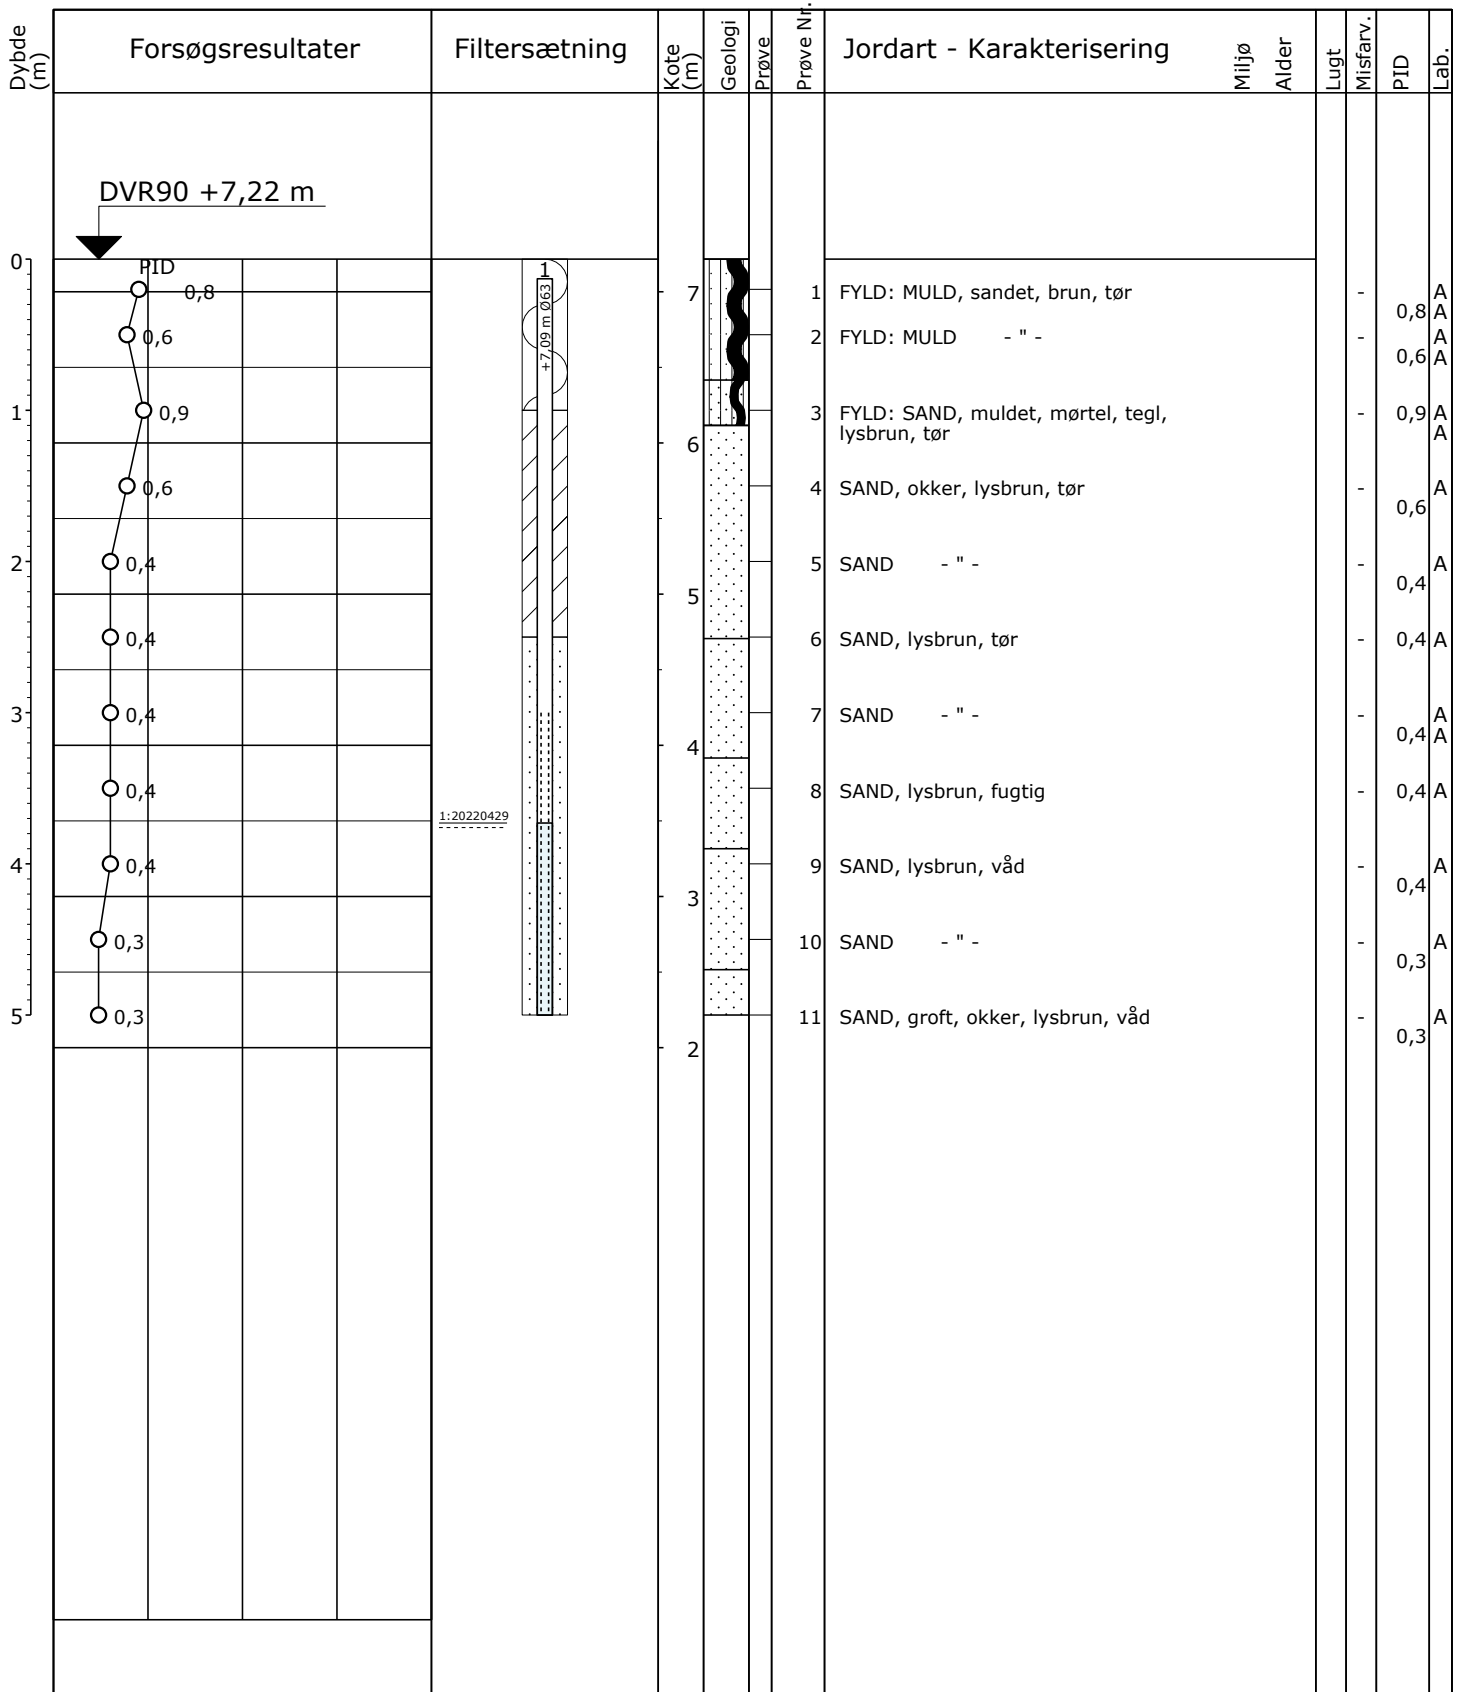 Dybde (m)
Forsøgsresultater
Filtersætning
Kote (m)
Geologi
Prøve
Prøve Nr.
Jordart - Karakterisering
Miljø
Alder
Lugt
Misfarv.
PID
Lab.
DVR90 +7,22 m
0
PID
1
+7,09 m Ø63
0,8
7
1 FYLD: MULD, sandet, brun, tør - A
0,8 A
0,6
2 FYLD: MULD - " - - A
0,6 A
1
0,9
3 FYLD: SAND, muldet, mørtel, tegl, - 0,9 A
lysbrun, tør A
6
0,6
4 SAND, okker, lysbrun, tør - A
0,6
2
0,4
5 SAND - " - - A
0,4
5
0,4
6 SAND, lysbrun, tør - 0,4 A
3
0,4
7 SAND - " - - A
0,4 A
4
0,4
8 SAND, lysbrun, fugtig - 0,4 A
1:20220429
4
0,4
9 SAND, lysbrun, våd - A
0,4
3
0,3
10 SAND - " - - A
0,3
5
0,3
11 SAND, groft, okker, lysbrun, våd - A
0,3
2